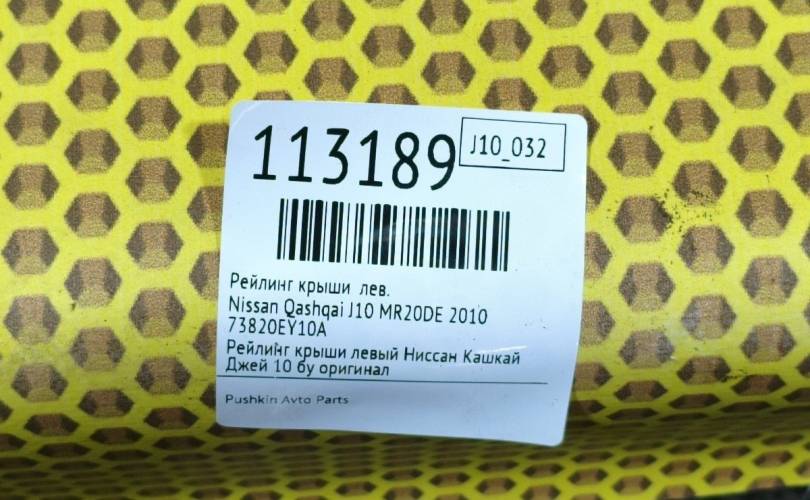 113189
J10_032
Рейлинг крыши лев.
Nissan Qashqai J10 MR20DE 2010
73820EY10A
Рейлинг крыши левый Ниссан Кашкай
Джей 10 бу оригинал
Pushkin Avto Parts